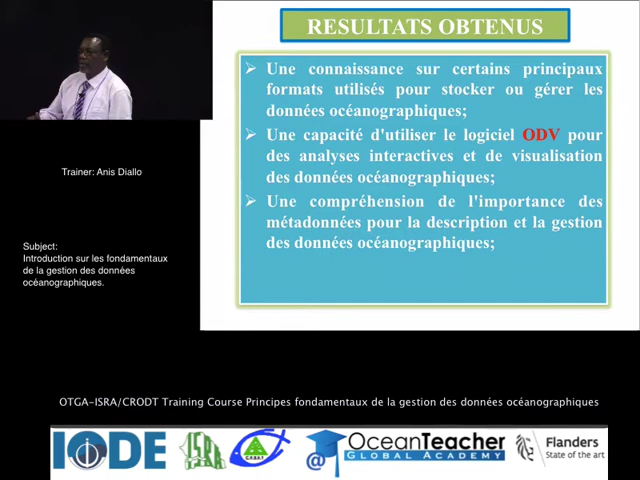 RESULTATS OBTENUS
Une connaissance sur certains principaux
formats utilisés pour stocker ou gérer les
données océanographiques;
Une capacité d'utiliser le logiciel ODV pour
des analyses interactives et de visualisation
des données océanographiques;
Une compréhension de l'importance des
métadonnées pour la description et la gestion
des données océanographiques;
Trainer: Anis Diallo
Subject:
Introduction sur les fondamentaux
de la gestion des données
océanographiques.
OTGA-ISRA/CRODT Training Course Principes fondamentaux de la gestion des données océanographiques
IODE
ISRA
@
OceanTeacher
GLOBAL ACADEMY
Flanders
State of the art